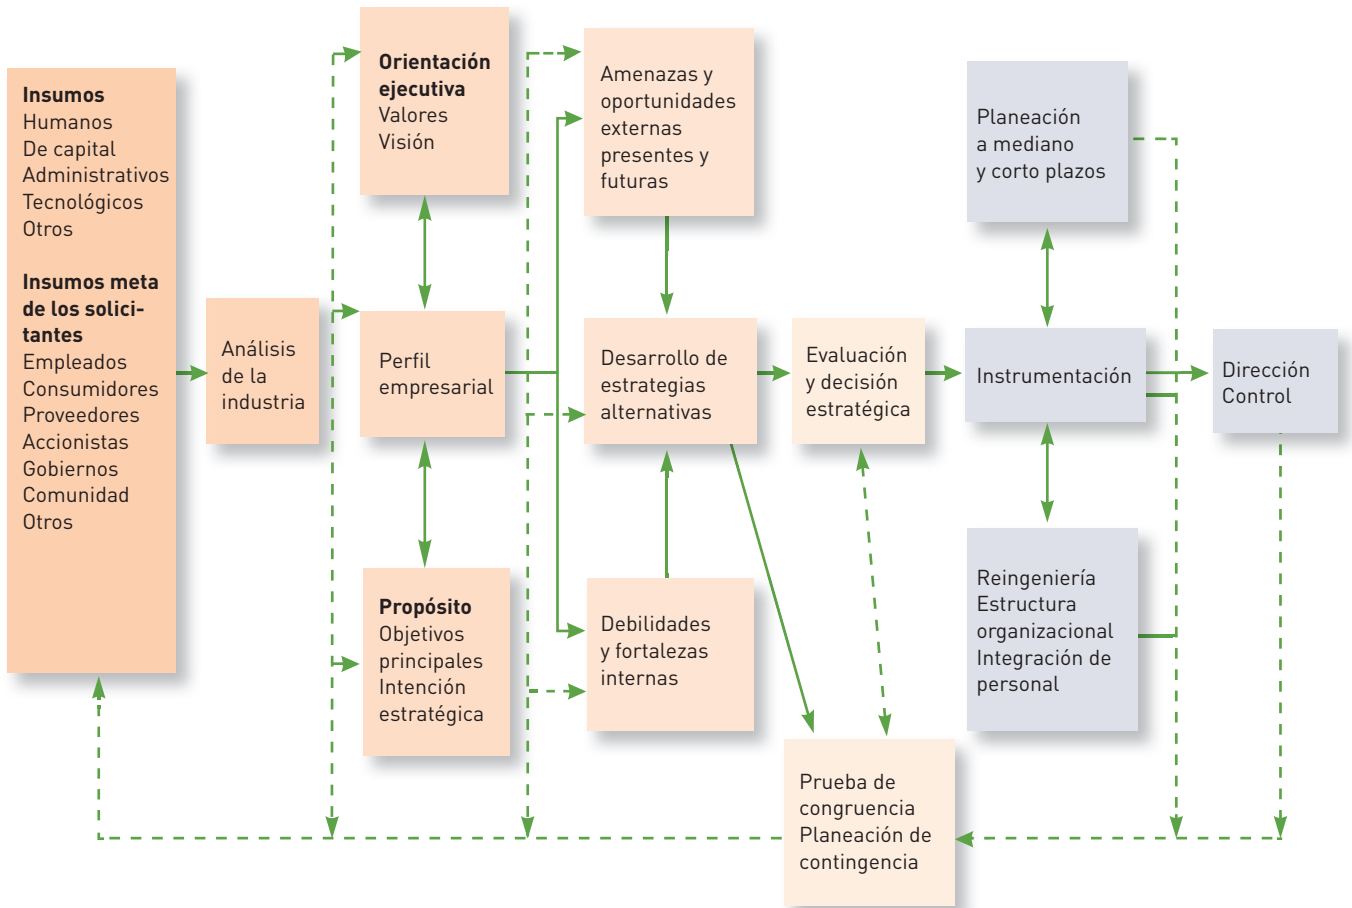 Insumos
Humanos
De capital
Administrativos
Tecnológicos
Otros
Insumos meta
de los solici-
tantes
Empleados
Consumidores
Proveedores
Accionistas
Gobiernos
Comunidad
Otros
Análisis
de la
industria
Orientación
ejecutiva
Valores
Visión
Perfil
empresarial
Propósito
Objetivos
principales
Intención
estratégica
Amenazas y
oportunidades
externas
presentes y
futuras
Desarrollo de
estrategias
alternativas
Debilidades
y fortalezas
internas
Evaluación
y decisión
estratégica
Prueba de
congruencia
Planeación de
contingencia
Planeación
a mediano
y corto plazos
Instrumentación
Reingeniería
Estructura
organizacional
Integración de
personal
Dirección
Control